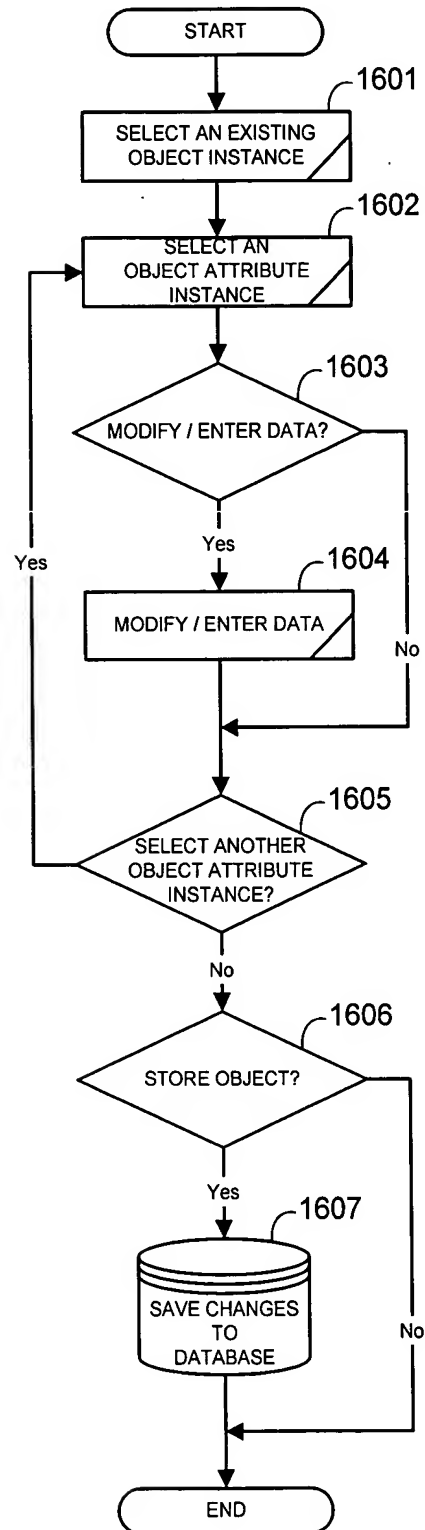 START
1601
SELECT AN EXISTING
OBJECT INSTANCE
1602
SELECT AN
OBJECT ATTRIBUTE
INSTANCE
1603
MODIFY / ENTER DATA?
Yes
Yes
1604
MODIFY / ENTER DATA
No
1605
SELECT ANOTHER
OBJECT ATTRIBUTE
INSTANCE?
No
1606
STORE OBJECT?
Yes
1607
SAVE CHANGES
TO
DATABASE
No
END